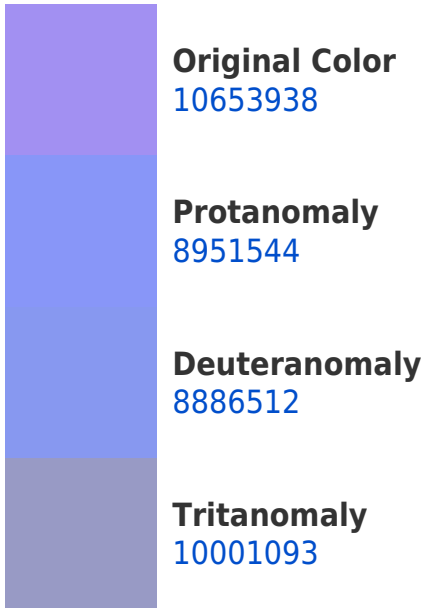 Original Color
10653938
Protanomaly
8951544
Deuteranomaly
8886512
Tritanomaly
10001093